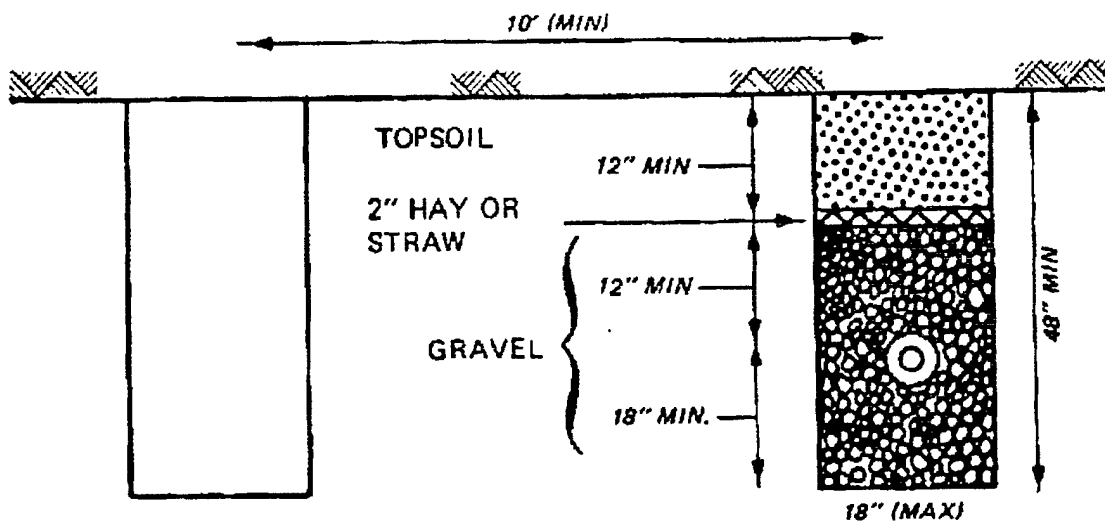 10' (MIN)
TOPSOIL
12" MIN
2" HAY OR
STRAW
12" MIN
GRAVEL
18" MIN.
48" MIN
18" (MAX)